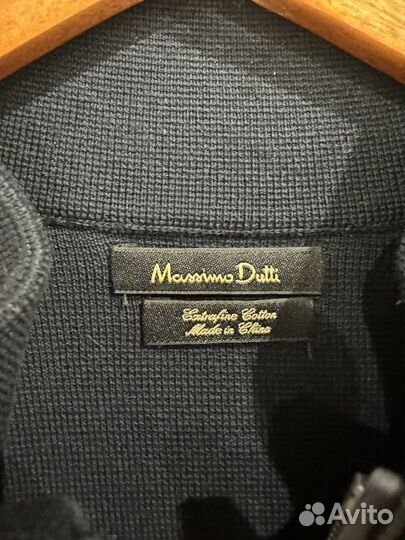 Massimo Dutti
Extrafine Cotton
Made in China
Avito